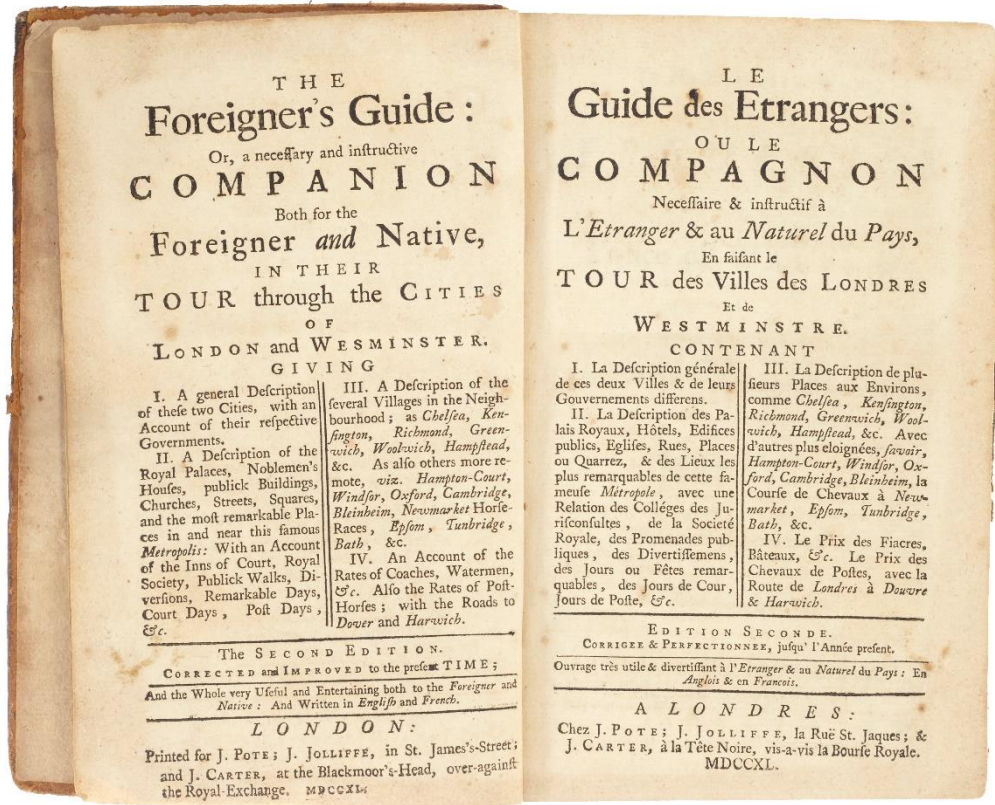 THE
Foreigner's Guide:
Or, a neceſſary and inſtructive
COMPANION
Both for the
Foreigner and Native,
IN THEIR
TOUR through the CITIES
OF
LONDON and WESMINSTER.
GIVING
I. A general Deſcription
of theſe two Cities, with an
Account of their reſpective
Governments.
II. A Deſcription of the
Royal Palaces, Noblemen's
Houſes, publick Buildings,
Churches, Streets, Squares,
and the moſt remarkable Pla-
ces in and near this famous
Metropolis: With an Account
of the Inns of Court, Royal
Society, Publick Walks, Di-
verſions, Remarkable Days,
Court Days, Poſt Days,
&c.
III. A Deſcription of the
ſeveral Villages in the Neigh-
bourhood; as Chelſea, Ken-
ſington, Richmond, Green-
wich, Woolwich, Hampſtead,
&c. As alſo others more re-
mote, viz. Hampton-Court,
Windſor, Oxford, Cambridge,
Bleinheim, Newmarket Horſe-
Races, Epſom, Tunbridge,
Bath, &c.
IV. An Account of the
Rates of Coaches, Watermen,
&c. Alſo the Rates of Poſt-
Horſes; with the Roads to
Dover and Harwich.
The SECOND EDITION.
CORRECTED and IMPROVED to the preſent TIME;
And the Whole very Uſeful and Entertaining both to the Foreigner and
Native: And Written in Engliſh and French.
LONDON:
Printed for J. POTE; J. JOLLIFFE, in St. James's-Street;
and J. CARTER, at the Blackmoor's-Head, over-againſt
the Royal-Exchange. MDCCXL.
LE
Guide des Etrangers:
OU LE
COMPAGNON
Neceſſaire & inſtructif à
L'Etranger & au Naturel du Pays,
En faiſant le
TOUR des Villes des LONDRES
Et de
WESTMINSTRE.
CONTENANT
I. La Deſcription générale
de ces deux Villes & de leurs
Gouvernements differens.
II. La Deſcription des Pa-
lais Royaux, Hôtels, Edifices
publics, Egliſes, Rues, Places
ou Quarrez, & des Lieux les
plus remarquables de cette fa-
meuſe Métropole, avec une
Relation des Colléges des Ju-
riſconſultes, de la Societé
Royale, des Promenades pub-
liques, des Divertiſſemens,
des Jours ou Fêtes remar-
quables, des Jours de Cour,
Jours de Poſte, &c.
III. La Deſcription de plu-
ſieurs Places aux Environs,
comme Chelſea, Kenſington,
Richmond, Greenwich, Wool-
wich, Hampſtead, &c. Avec
d'autres plus eloignées, ſavoir,
Hampton-Court, Windſor, Ox-
ford, Cambridge, Bleinheim, la
Courſe de Chevaux à New-
market, Epſom, Tunbridge,
Bath, &c.
IV. Le Prix des Fiacres,
Bâteaux, &c. Le Prix des
Chevaux de Poſtes, avec la
Route de Londres à Douvre
& Harwich.
EDITION SECONDE.
CORRIGEE & PERFECTIONNEE, juſqu' l'Année preſent.
Ouvrage très utile & divertiſſant à l'Etranger & au Naturel du Pays: En
Anglois & en Francois.
A LONDRES:
Chez J. POTE; J. JOLLIFFE, la Ruë St. Jaques; &
J. CARTER, à la Tête Noire, vis-a-vis la Bourſe Royale.
MDCCXL.